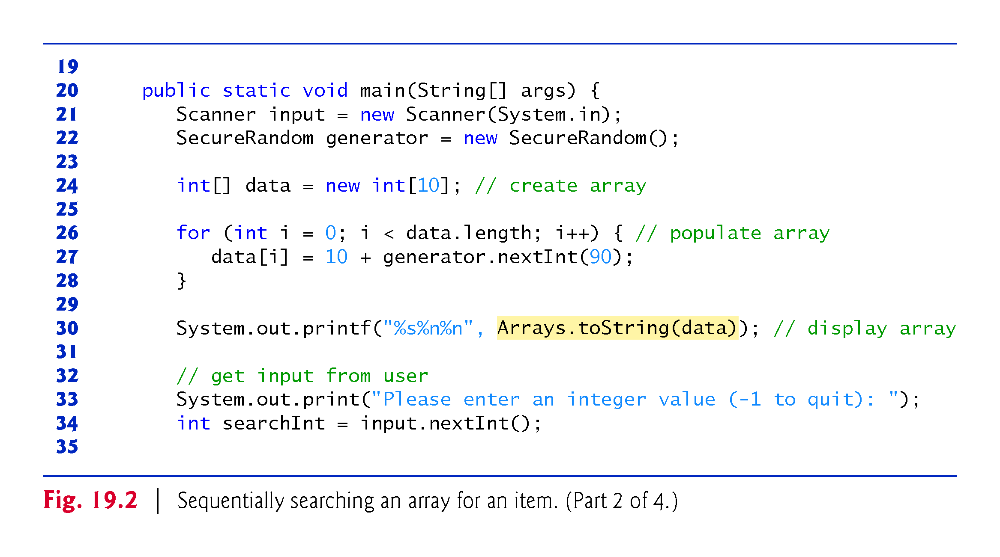 19
20 public static void main(String[] args) {
21 Scanner input = new Scanner(System.in);
22 SecureRandom generator = new SecureRandom();
23
24 int[] data = new int[10]; // create array
25
26 for (int i = 0; i < data.length; i++) { // populate array
27 data[i] = 10 + generator.nextInt(90);
28 }
29
30 System.out.printf("%s%n%n", Arrays.toString(data)); // display array
31
32 // get input from user
33 System.out.print("Please enter an integer value (-1 to quit): ");
34 int searchInt = input.nextInt();
35
Fig. 19.2 | Sequentially searching an array for an item. (Part 2 of 4.)